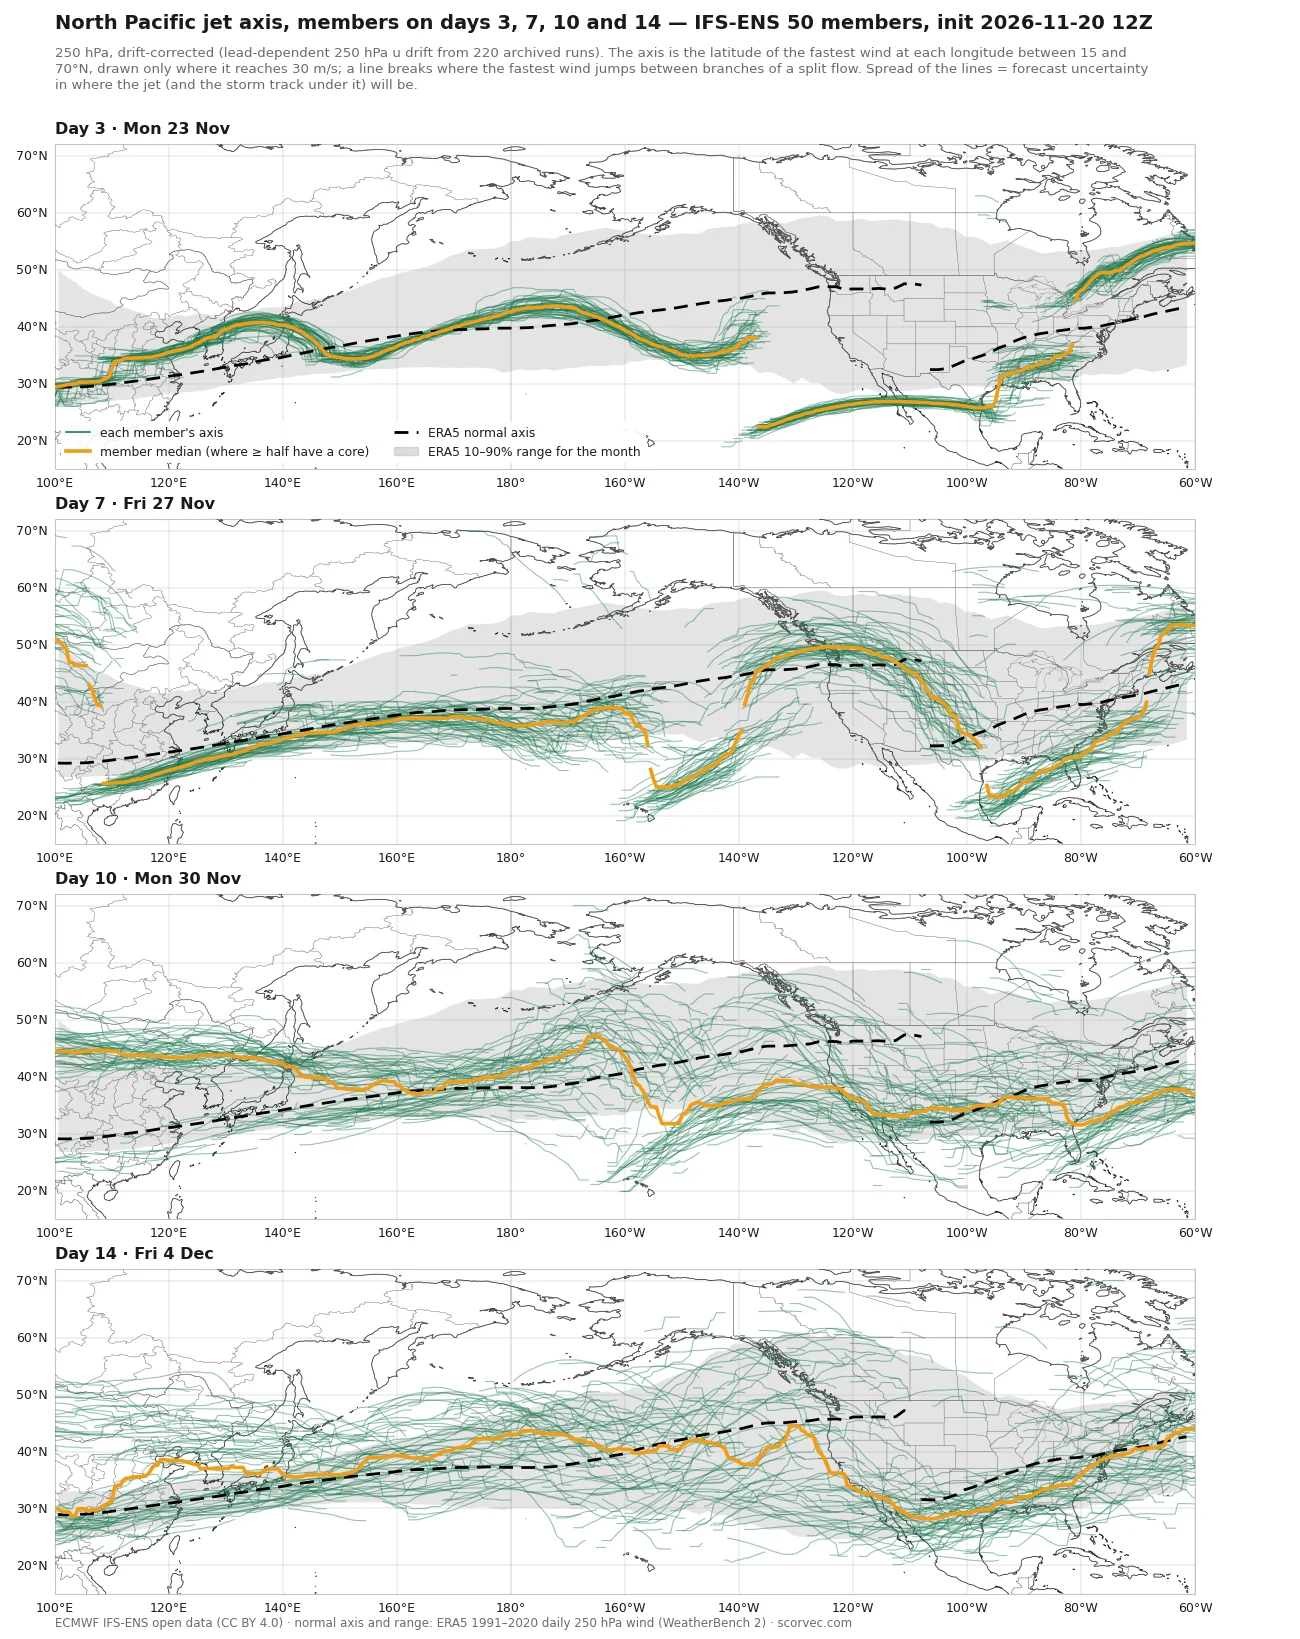 North Pacific jet axis, members on days 3, 7, 10 and 14 — IFS-ENS 50 members, init 2026-11-20 12Z
250 hPa, drift-corrected (lead-dependent 250 hPa u drift from 220 archived runs). The axis is the latitude of the fastest wind at each longitude between 15 and
70°N, drawn only where it reaches 30 m/s; a line breaks where the fastest wind jumps between branches of a split flow. Spread of the lines = forecast uncertainty
in where the jet (and the storm track under it) will be.
Day 3 · Mon 23 Nov
70°N
60°N
50°N
40°N
30°N
20°N
each member's axis
member median (where ≥ half have a core)
ERA5 normal axis
ERA5 10–90% range for the month
100°E 120°E 140°E 160°E 180° 160°W 140°W 120°W 100°W 80°W 60°W
Day 7 · Fri 27 Nov
70°N
60°N
50°N
40°N
30°N
20°N
100°E 120°E 140°E 160°E 180° 160°W 140°W 120°W 100°W 80°W 60°W
Day 10 · Mon 30 Nov
70°N
60°N
50°N
40°N
30°N
20°N
100°E 120°E 140°E 160°E 180° 160°W 140°W 120°W 100°W 80°W 60°W
Day 14 · Fri 4 Dec
70°N
60°N
50°N
40°N
30°N
20°N
100°E 120°E 140°E 160°E 180° 160°W 140°W 120°W 100°W 80°W 60°W
ECMWF IFS-ENS open data (CC BY 4.0) · normal axis and range: ERA5 1991–2020 daily 250 hPa wind (WeatherBench 2) · scorvec.com